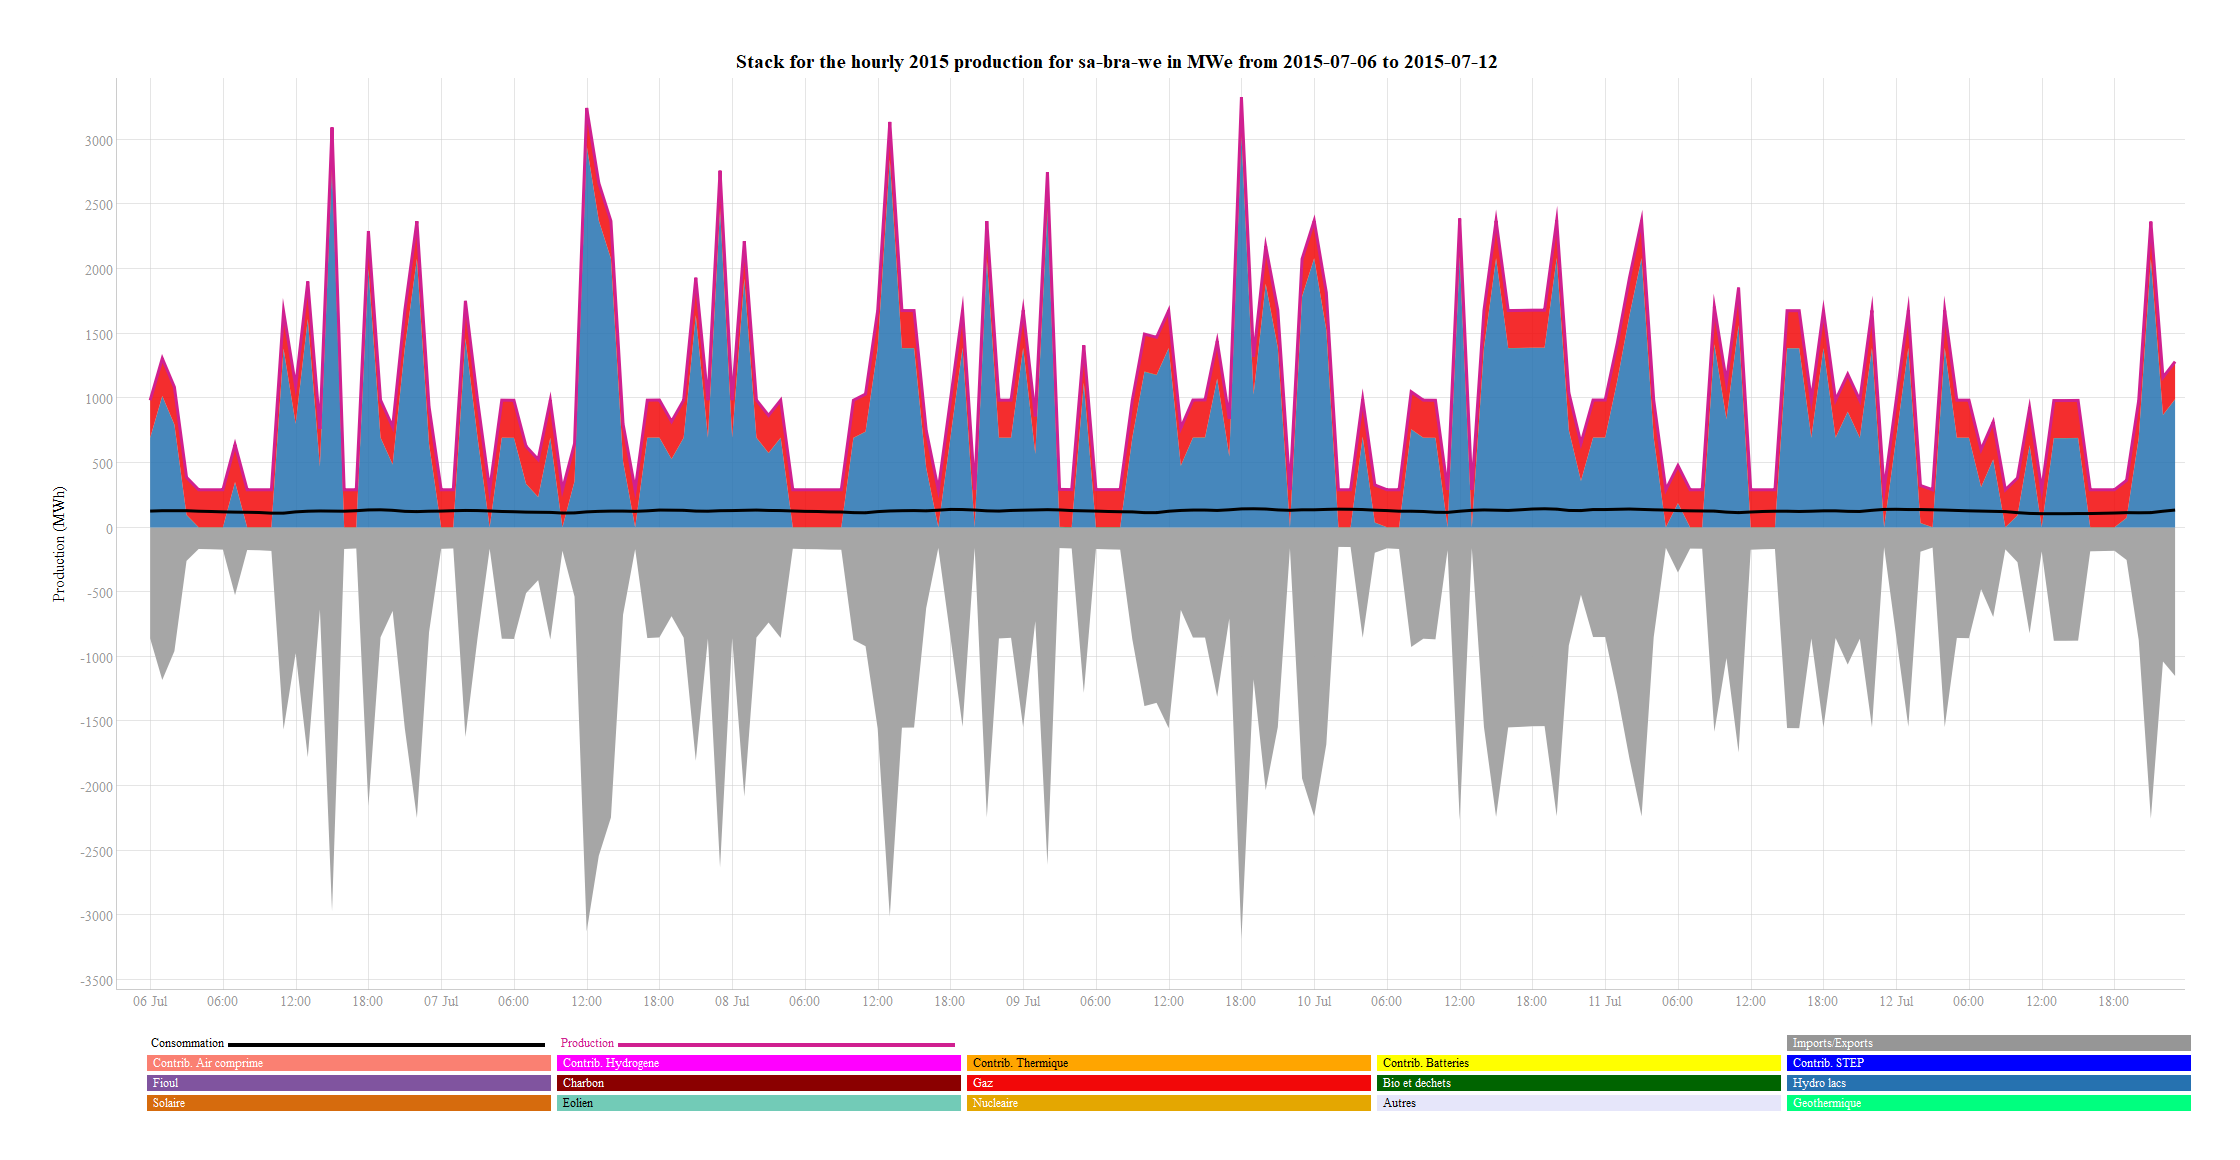 Stack for the hourly 2015 production for sa-bra-we in MWe from 2015-07-06 to 2015-07-12
Production (MWh)
3000
2500
2000
1500
1000
500
0
-500
-1000
-1500
-2000
-2500
-3000
-3500
06 Jul 06:00 12:00 18:00 07 Jul 06:00 12:00 18:00 08 Jul 06:00 12:00 18:00 09 Jul 06:00 12:00 18:00 10 Jul 06:00 12:00 18:00 11 Jul 06:00 12:00 18:00 12 Jul 06:00 12:00 18:00
Consommation Production Imports/Exports
Contrib. Air comprime Contrib. Hydrogene Contrib. Thermique Contrib. Batteries Contrib. STEP
Fioul Charbon Gaz Bio et dechets Hydro lacs
Solaire Eolien Nucleaire Autres Geothermique